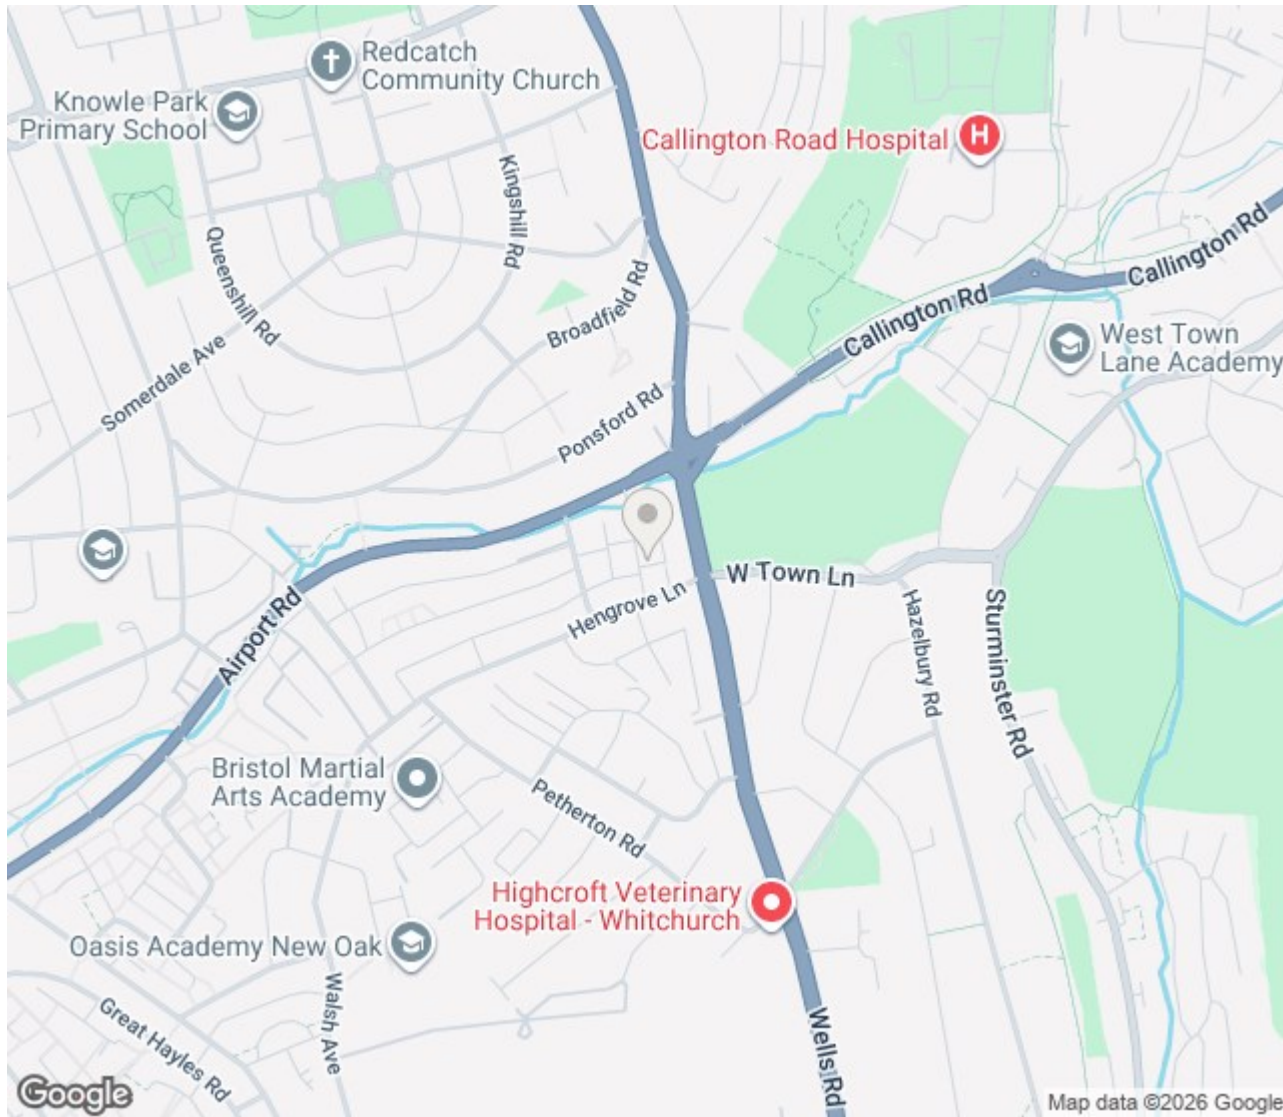 Redcatch
Community Church
Knowle Park
Primary School
Callington Road Hospital
H
Kingshill Rd
Queenshill Rd
Callington Rd
Broadfield Rd
Callington Rd
Somerdale Ave
West Town
Lane Academy
Ponsford Rd
W Town Ln
Hengrove Ln
Airport Rd
Hazelbury Rd
Sturminster Rd
Bristol Martial
Arts Academy
Petherton Rd
Highcroft Veterinary
Hospital - Whitchurch
Oasis Academy New Oak
Walsh Ave
Great Hayles Rd
Wells Rd
Google
Map data ©2026 Google